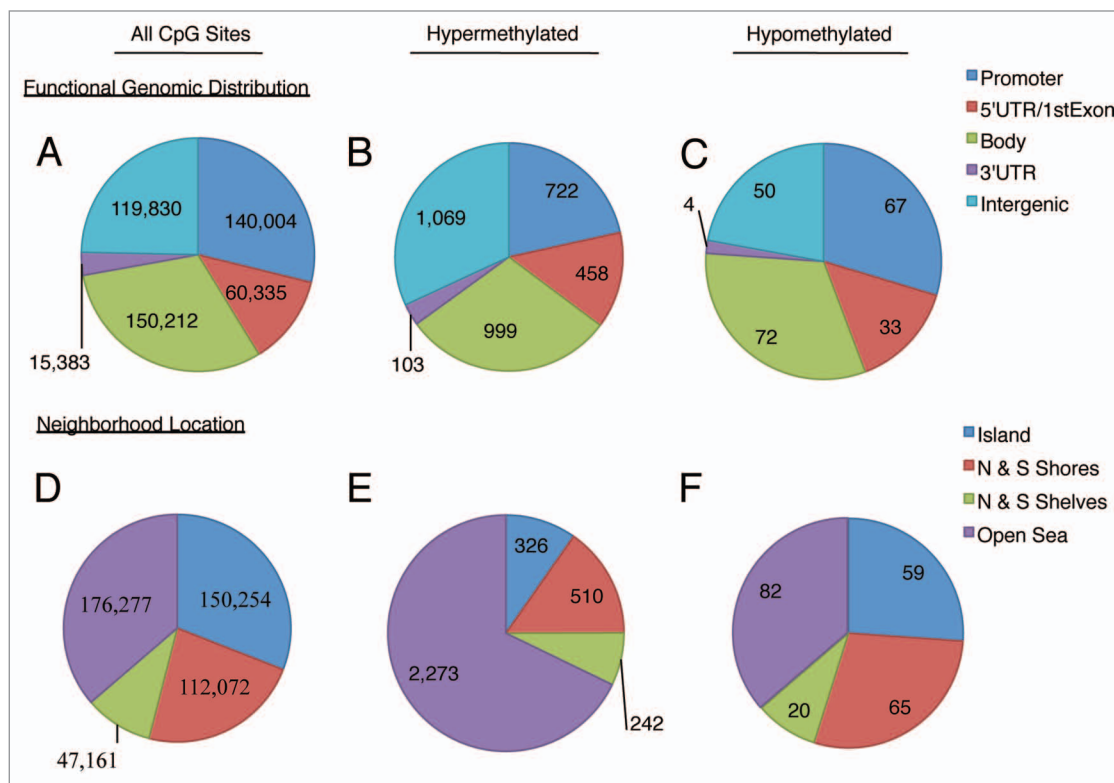 All CpG Sites
Hypermethylated
Hypomethylated
Functional Genomic Distribution
Promoter
5'UTR/1stExon
Body
3'UTR
Intergenic
A
119,830
140,004
60,335
150,212
15,383
B
722
1,069
458
999
103
C
50
67
4
33
72
Neighborhood Location
Island
N & S Shores
N & S Shelves
Open Sea
D
176,277
150,254
112,072
47,161
E
326
510
2,273
242
F
59
82
65
20